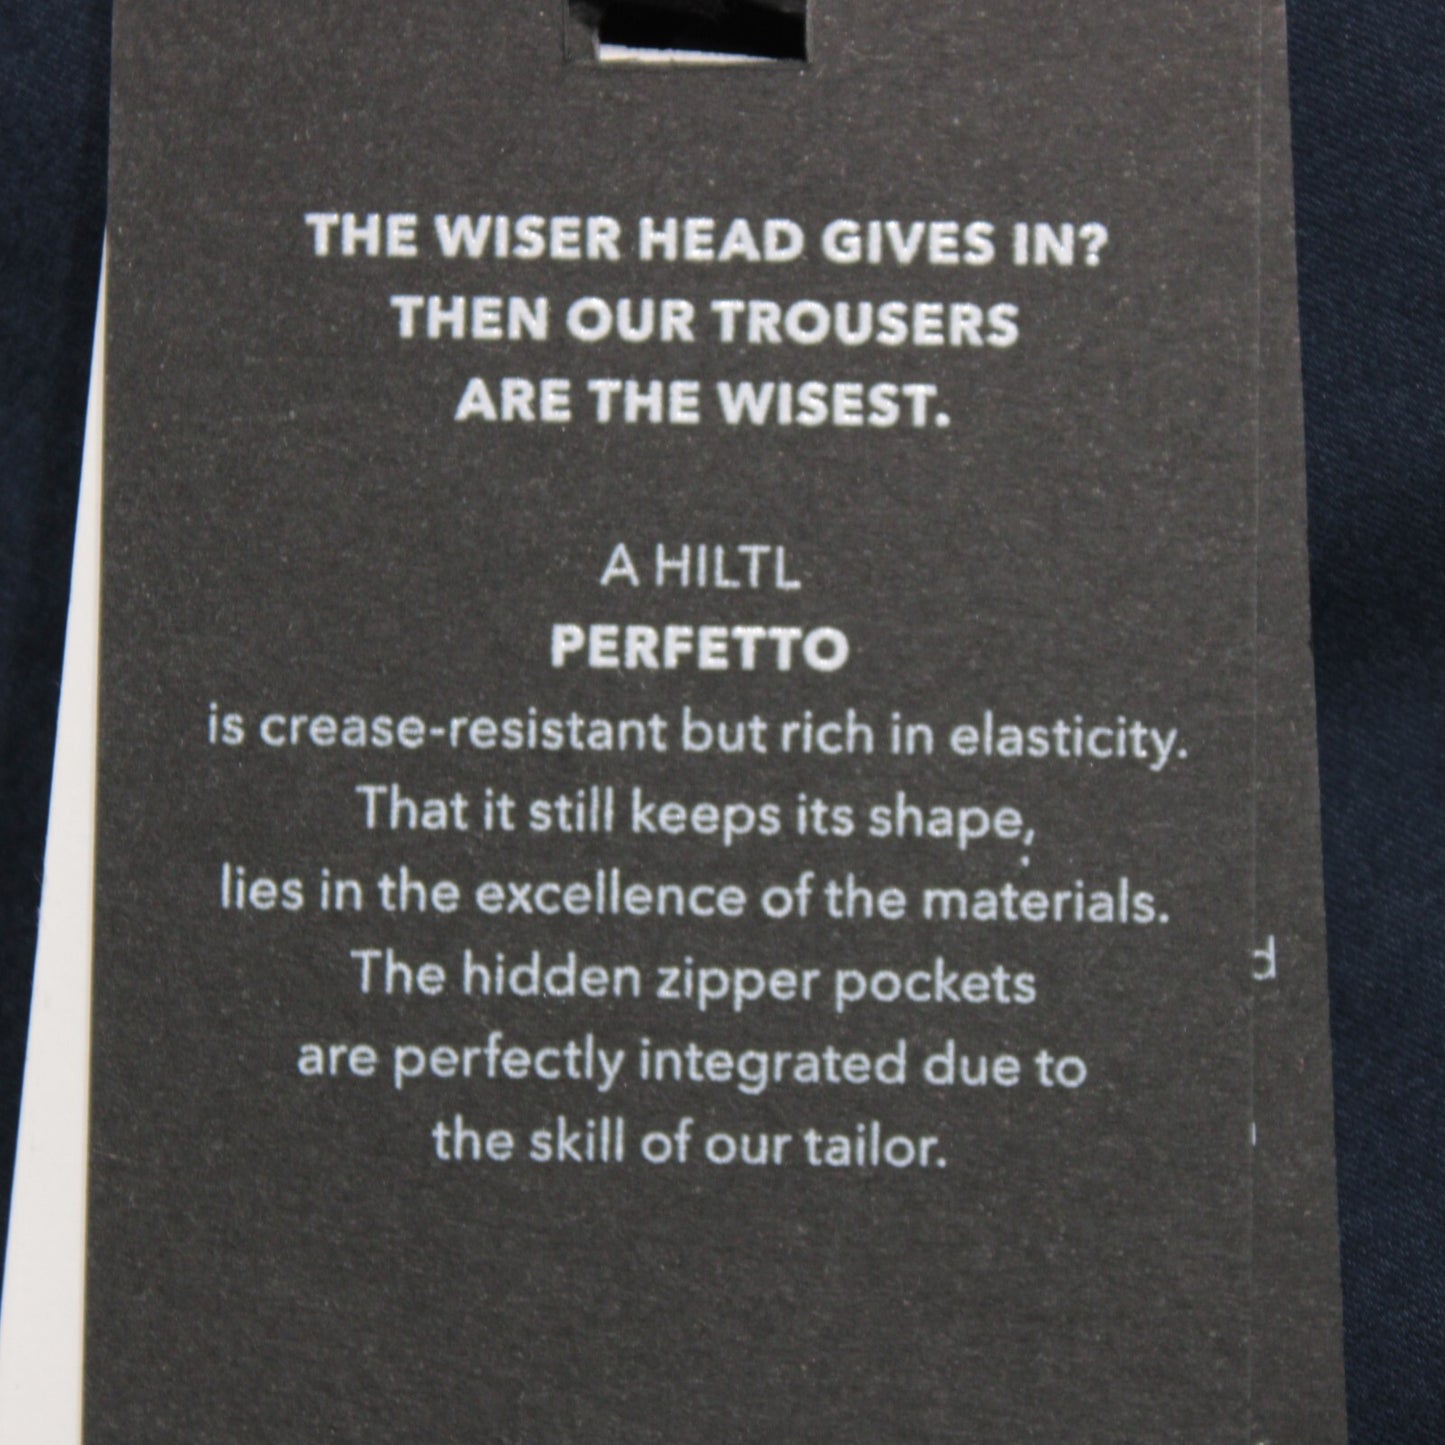 THE WISER HEAD GIVES IN?
THEN OUR TROUSERS
ARE THE WISEST.
A HILTL
PERFETTO
is crease-resistant but rich in elasticity.
That it still keeps its shape,
lies in the excellence of the materials.
The hidden zipper pockets
are perfectly integrated due to
the skill of our tailor.
d